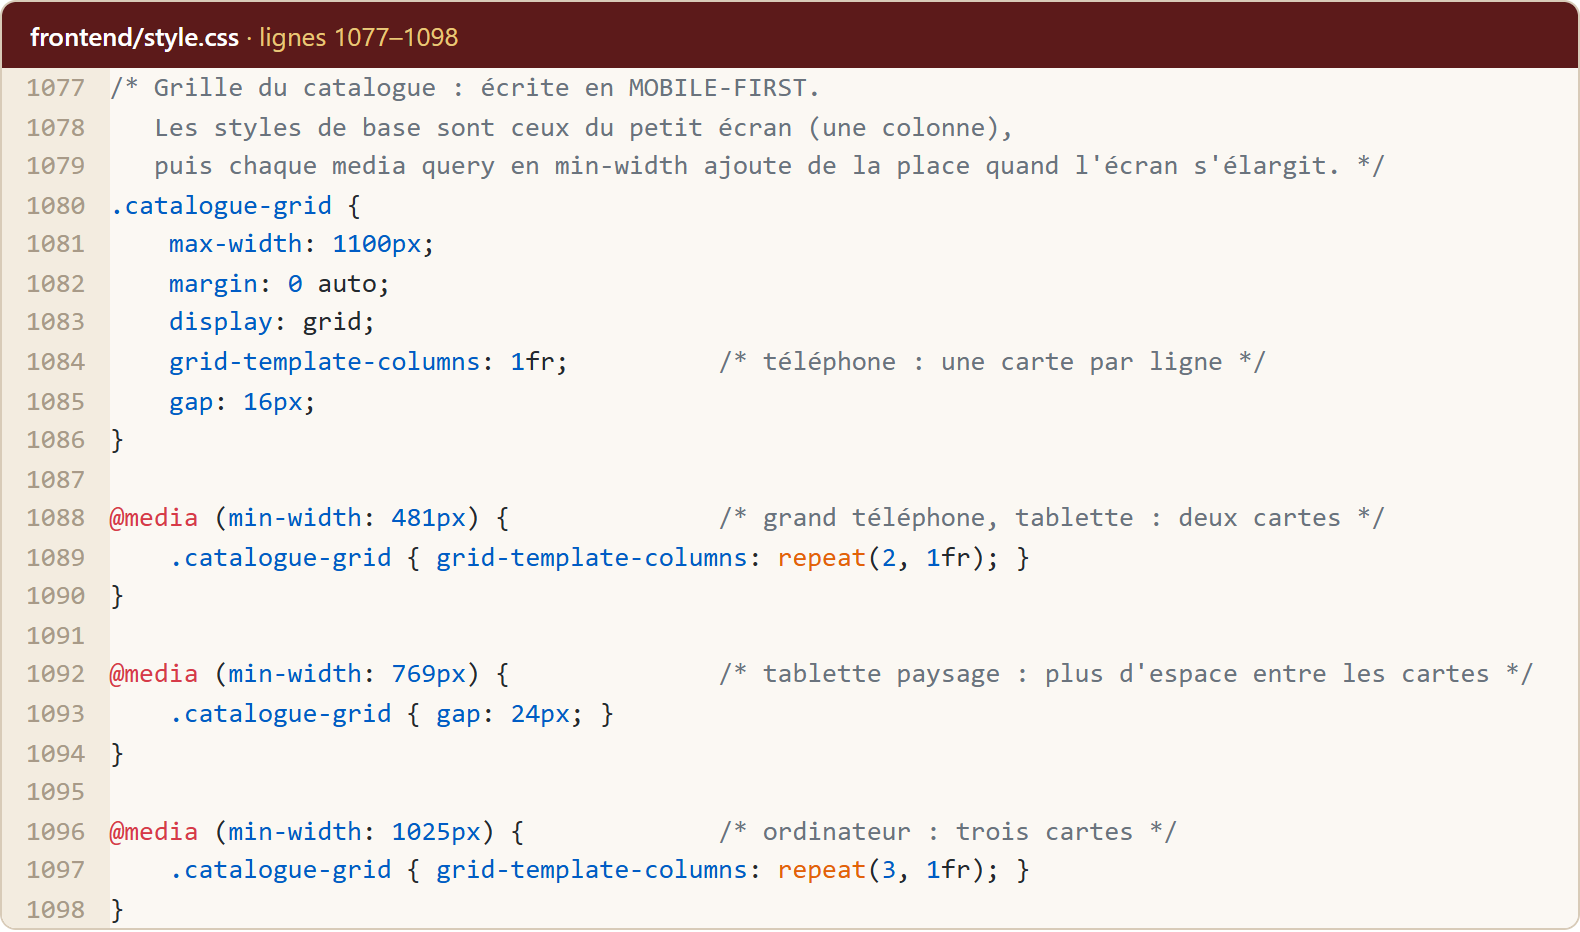 frontend/style.css · lignes 1077–1098
1077 /* Grille du catalogue : écrite en MOBILE-FIRST.
1078    Les styles de base sont ceux du petit écran (une colonne),
1079    puis chaque media query en min-width ajoute de la place quand l'écran s'élargit. */
1080 .catalogue-grid {
1081     max-width: 1100px;
1082     margin: 0 auto;
1083     display: grid;
1084     grid-template-columns: 1fr;          /* téléphone : une carte par ligne */
1085     gap: 16px;
1086 }
1087
1088 @media (min-width: 481px) {              /* grand téléphone, tablette : deux cartes */
1089     .catalogue-grid { grid-template-columns: repeat(2, 1fr); }
1090 }
1091
1092 @media (min-width: 769px) {              /* tablette paysage : plus d'espace entre les cartes */
1093     .catalogue-grid { gap: 24px; }
1094 }
1095
1096 @media (min-width: 1025px) {             /* ordinateur : trois cartes */
1097     .catalogue-grid { grid-template-columns: repeat(3, 1fr); }
1098 }